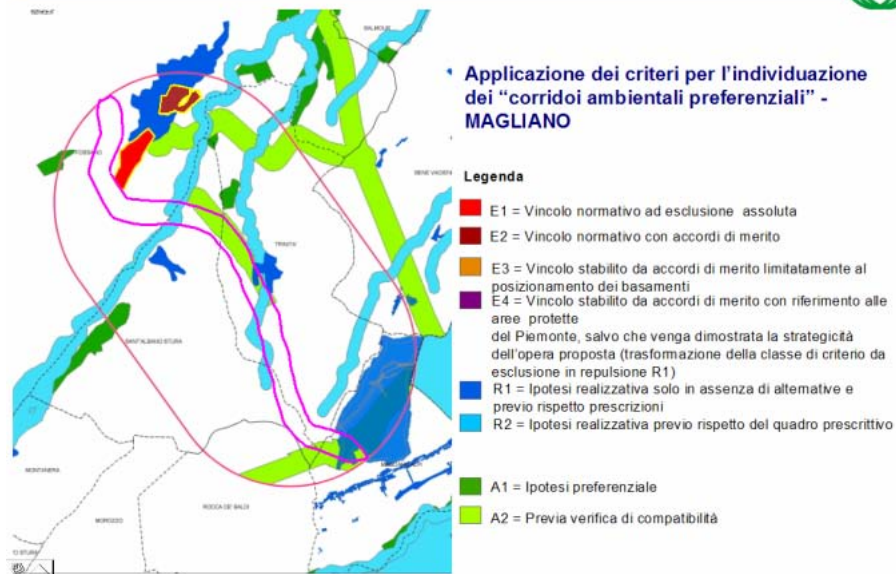 Applicazione dei criteri per l'individuazione
dei “corridoi ambientali preferenziali” -
MAGLIANO
Legenda
E1 = Vincolo normativo ad esclusione assoluta
E2 = Vincolo normativo con accordi di merito
E3 = Vincolo stabilito da accordi di merito limitatamente al
posizionamento dei basamenti
E4 = Vincolo stabilito da accordi di merito con riferimento alle
aree protette
del Piemonte, salvo che venga dimostrata la strategicità
dell'opera proposta (trasformazione della classe di criterio da
esclusione in repulsione R1)
R1 = Ipotesi realizzativa solo in assenza di alternative e
previo rispetto prescrizioni
R2 = Ipotesi realizzativa previo rispetto del quadro prescrittivo
A1 = Ipotesi preferenziale
A2 = Previa verifica di compatibilità
FOSSANO
TRINITA'
SANT'ALBANO STURA
MONTANERA
MOROZZO
ROCCA DE' BALDI